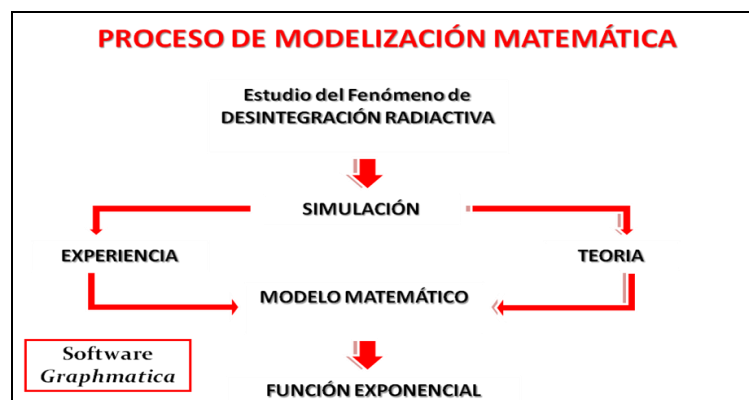 PROCESO DE MODELIZACIÓN MATEMÁTICA
Estudio del Fenómeno de
DESINTEGRACIÓN RADIACTIVA
SIMULACIÓN
EXPERIENCIA
TEORIA
MODELO MATEMÁTICO
Software
Graphmatica
FUNCIÓN EXPONENCIAL